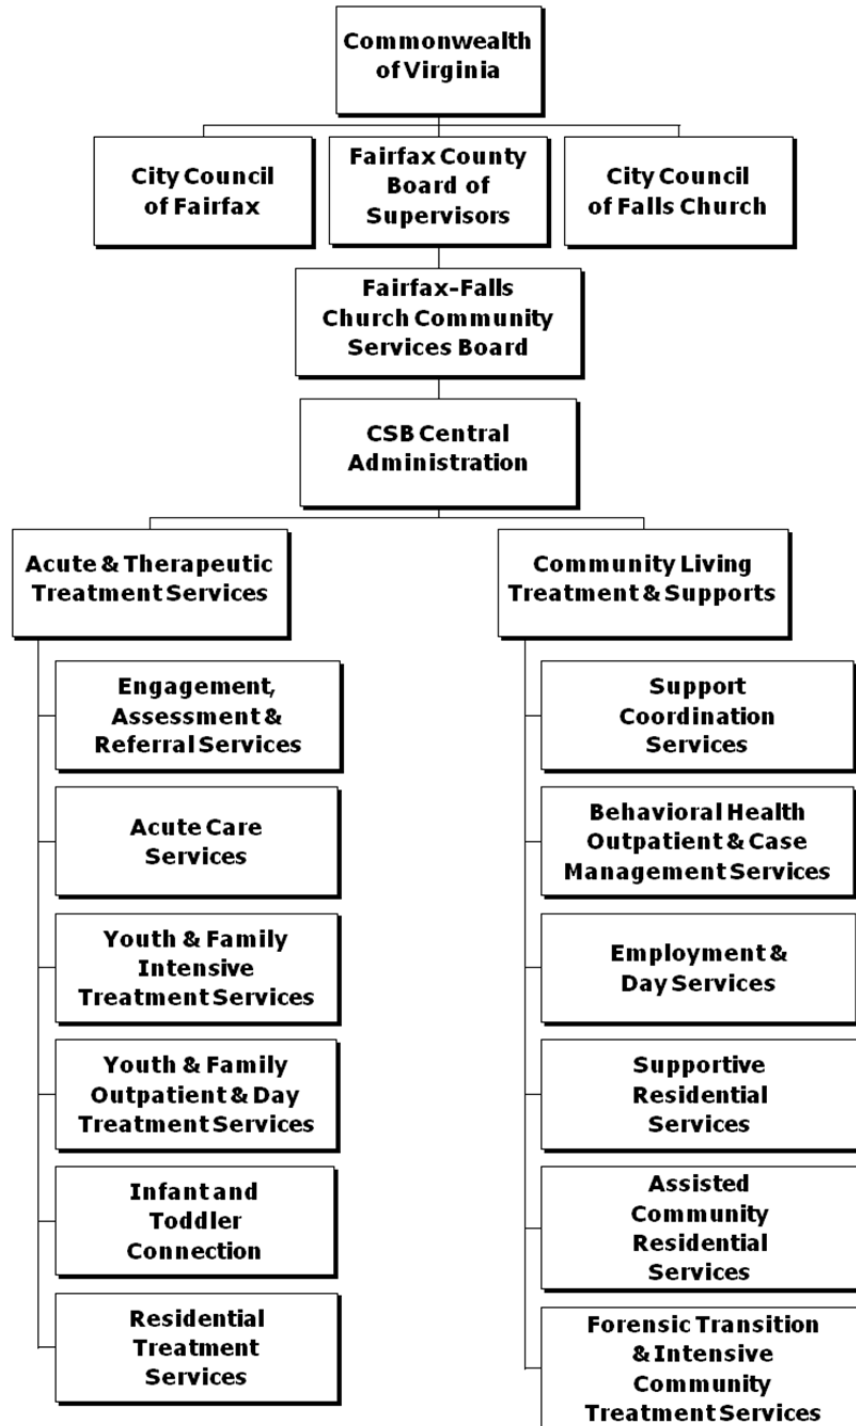 Commonwealth
of Virginia
City Council
of Fairfax
Fairfax County
Board of
Supervisors
City Council
of Falls Church
Fairfax-Falls
Church Community
Services Board
CSB Central
Administration
Acute & Therapeutic
Treatment Services
Engagement,
Assessment &
Referral Services
Acute Care
Services
Youth & Family
Intensive
Treatment Services
Youth & Family
Outpatient & Day
Treatment Services
Infant and
Toddler
Connection
Residential
Treatment
Services
Community Living
Treatment & Supports
Support
Coordination
Services
Behavioral Health
Outpatient & Case
Management Services
Employment &
Day Services
Supportive
Residential
Services
Assisted
Community
Residential
Services
Forensic Transition
& Intensive
Community
Treatment Services